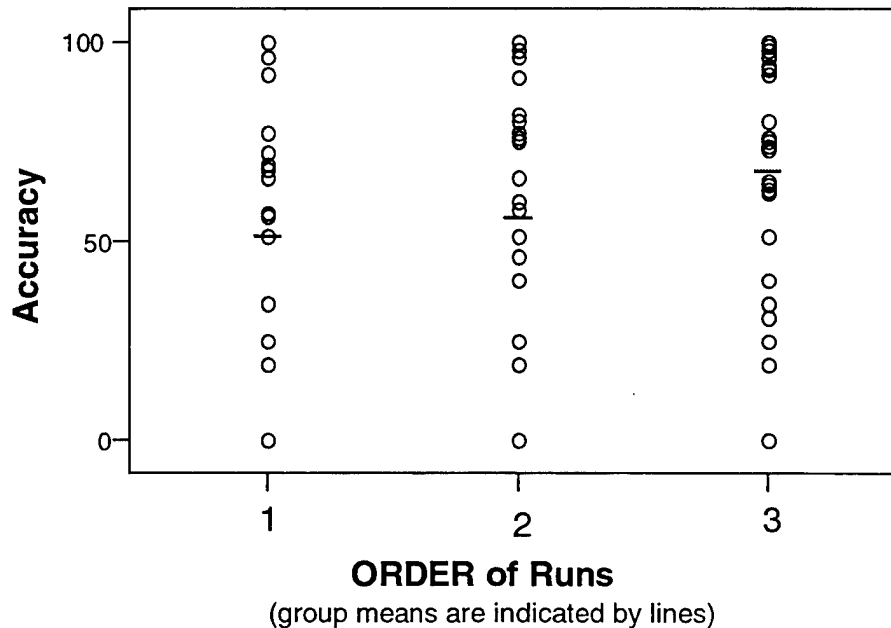 100
50
0
Accuracy
1 2 3
ORDER of Runs
(group means are indicated by lines)